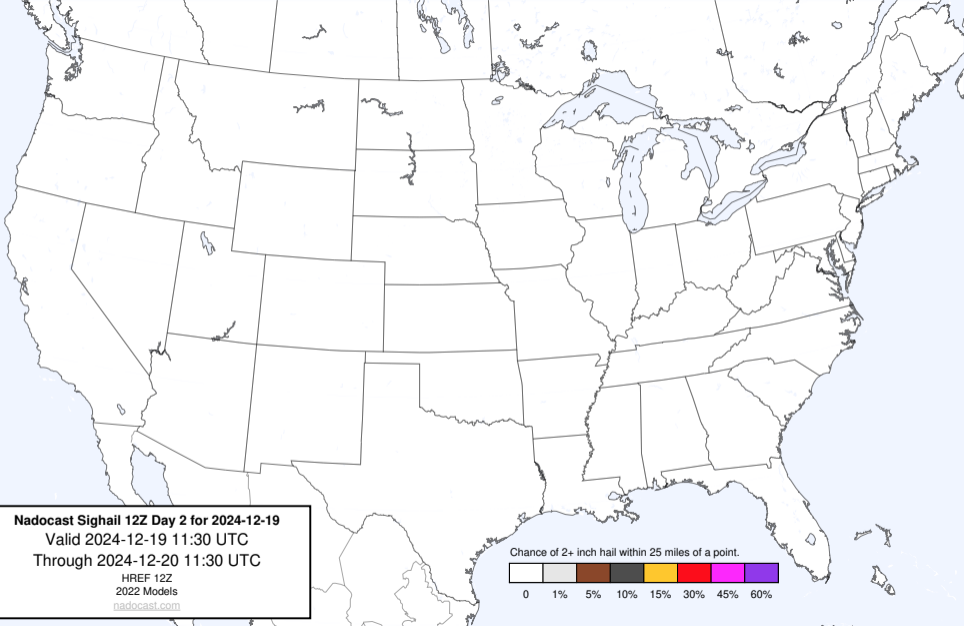 Nadocast Sighail 12Z Day 2 for 2024-12-19
Valid 2024-12-19 11:30 UTC
Through 2024-12-20 11:30 UTC
HREF 12Z
2022 Models
nadocast.com
Chance of 2+ inch hail within 25 miles of a point.
0 1% 5% 10% 15% 30% 45% 60%